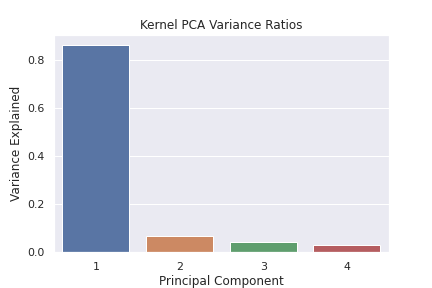 Kernel PCA Variance Ratios
Variance Explained
0.8
0.6
0.4
0.2
0.0
1 2 3 4
Principal Component